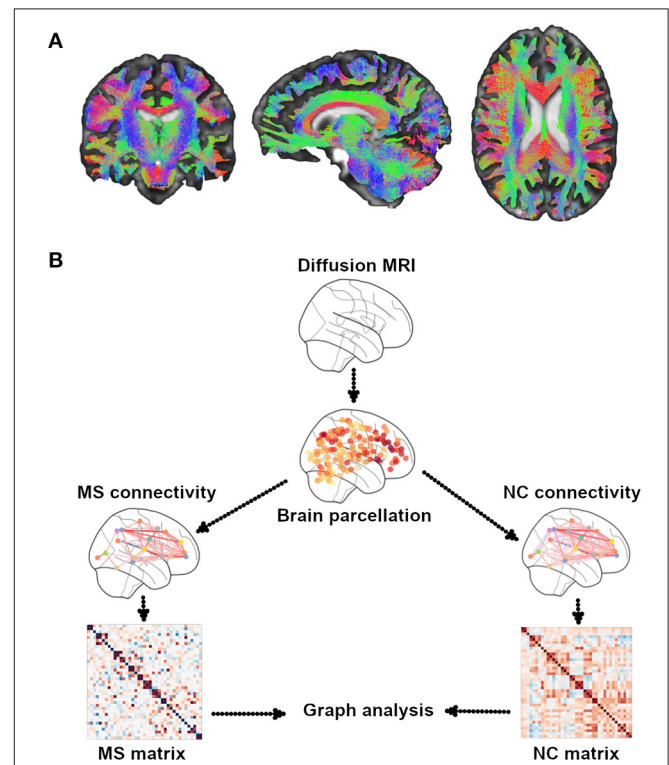 A
B
Diffusion MRI
Brain parcellation
MS connectivity
NC connectivity
Graph analysis
MS matrix
NC matrix